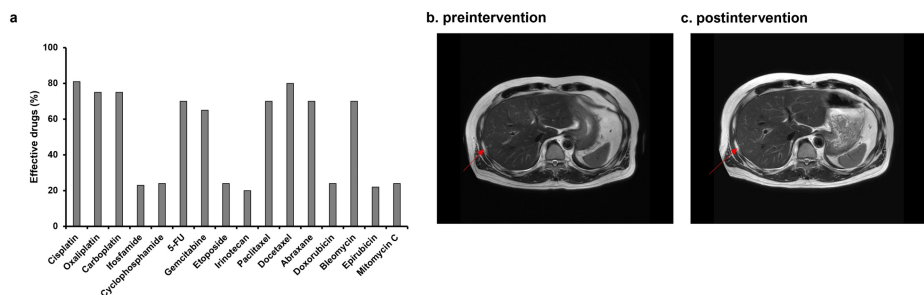 a
Effective drugs (%)
100
80
60
40
20
0
Cisplatin
Oxaliplatin
Carboplatin
Ifosfamide
Cyclophosphamide
5-FU
Gemcitabine
Etoposide
Irinotecan
Paclitaxel
Docetaxel
Abraxane
Doxorubicin
Bleomycin
Epirubicin
Mitomycin C
b. preintervention
c. postintervention